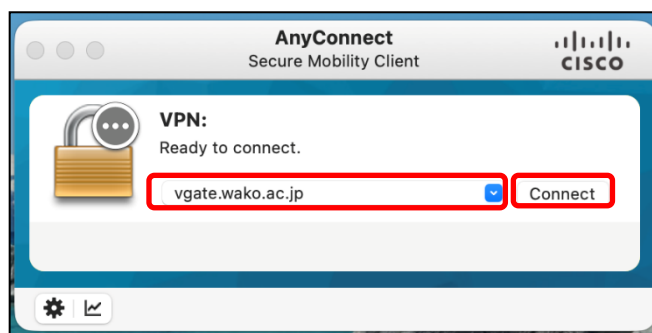 AnyConnect
Secure Mobility Client
CISCO
VPN:
Ready to connect.
vgate.wako.ac.jp
Connect